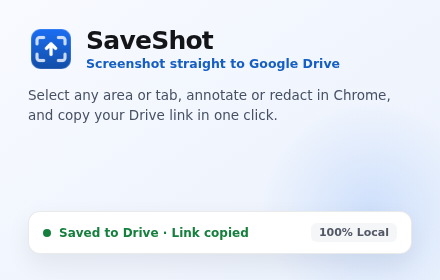 SaveShot
Screenshot straight to Google Drive
Select any area or tab, annotate or redact in Chrome,
and copy your Drive link in one click.
Saved to Drive · Link copied
100% Local